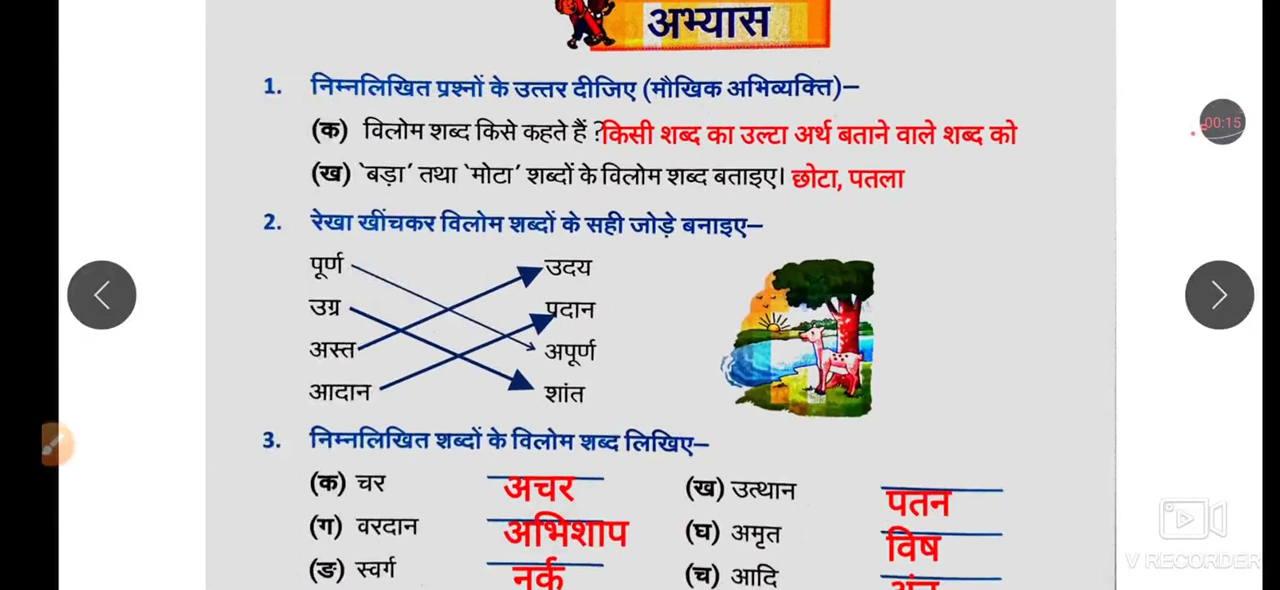 अभ्यास
1. निम्नलिखित प्रश्नों के उत्तर दीजिए (मौखिक अभिव्यक्ति)–
00:15
(क) विलोम शब्द किसे कहते हैं ? किसी शब्द का उल्टा अर्थ बताने वाले शब्द को
(ख) ‘बड़ा’ तथा ‘मोटा’ शब्दों के विलोम शब्द बताइए। छोटा, पतला
2. रेखा खींचकर विलोम शब्दों के सही जोड़े बनाइए–
पूर्ण उदय
उग्र प्रदान
अस्त अपूर्ण
आदान शांत
3. निम्नलिखित शब्दों के विलोम शब्द लिखिए–
(क) चर अचर (ख) उत्थान पतन
(ग) वरदान अभिशाप (घ) अमृत विष
(ङ) स्वर्ग नर्क (च) आदि अंत
V RECORDER